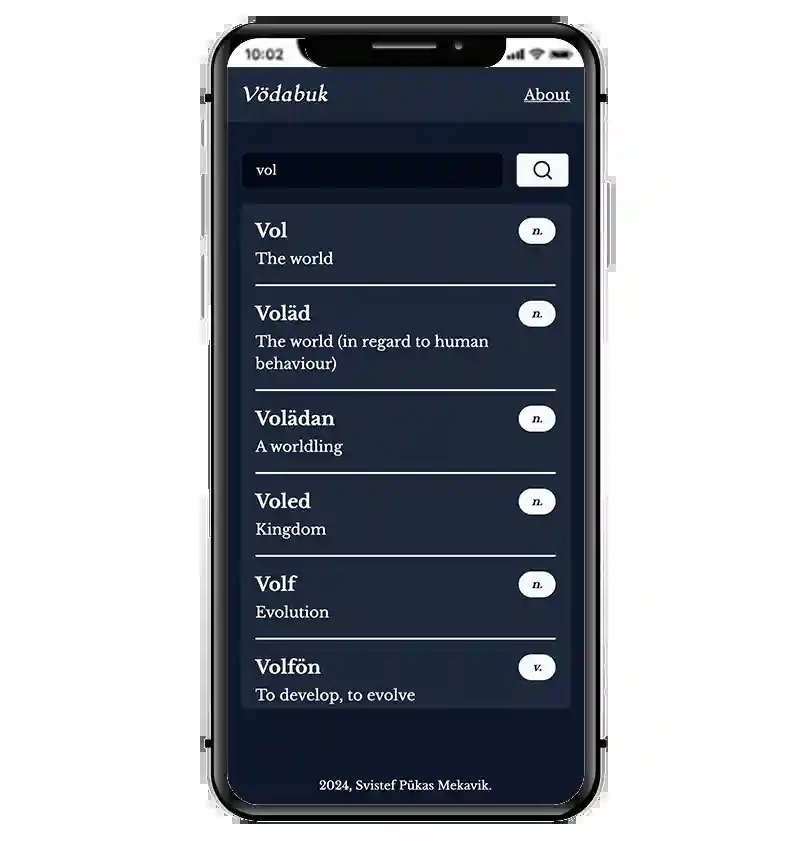 10:02
Vödabuk
About
vol
Vol
n.
The world
Voläd
n.
The world (in regard to human
behaviour)
Volädan
n.
A worldling
Voled
n.
Kingdom
Volf
n.
Evolution
Volfön
v.
To develop, to evolve
2024, Svistef Pükas Mekavik.